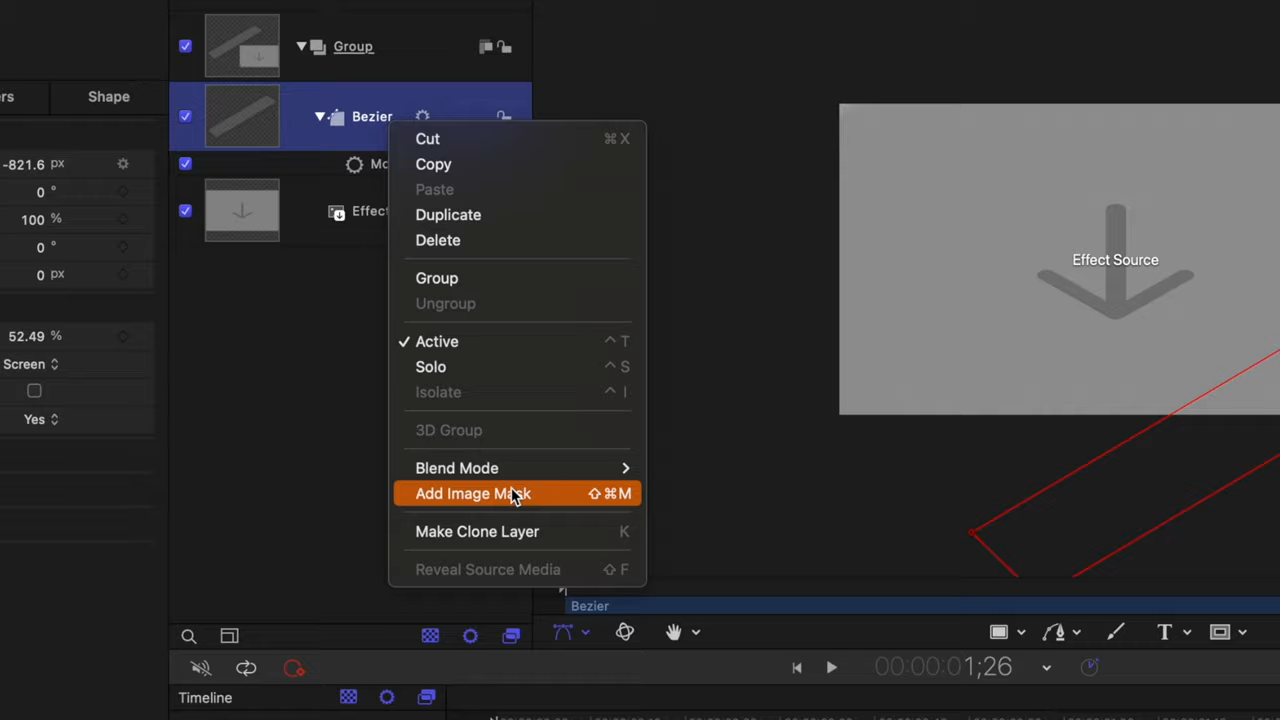 Group
ers
Shape
Bezier
Cut ⌘X
-821.6 px
Mo
Copy
0 °
Paste
Effect
Duplicate
100 %
Delete
0 °
Effect Source
0 px
Group
Ungroup
52.49 %
✓ Active ^T
Screen
Solo ^S
Isolate ^I
Yes
3D Group
Blend Mode >
Add Image Mask ⇧⌘M
Make Clone Layer K
Reveal Source Media ⇧F
Bezier
T
00:00:01;26
Timeline